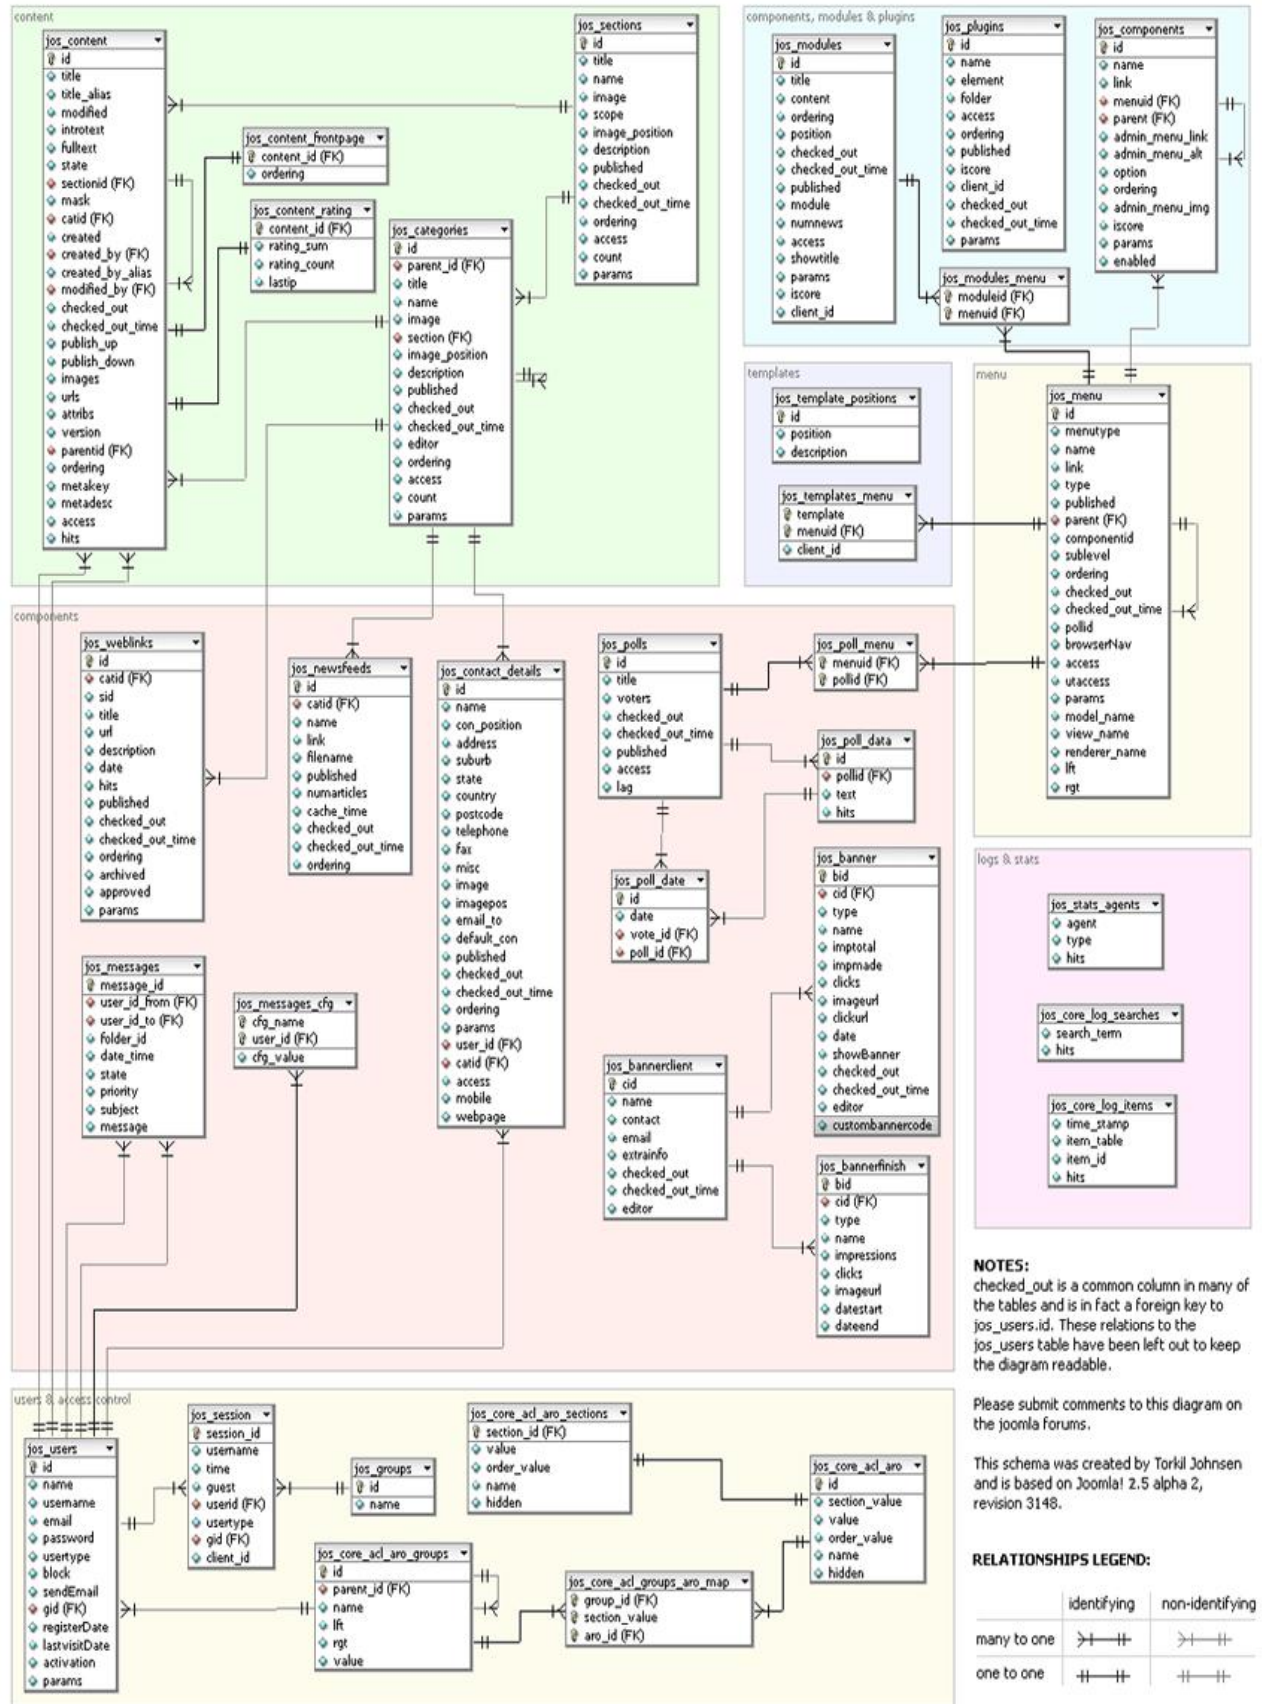 content
jos_content
id
title
title_alias
modified
introtext
fulltext
state
sectionid (FK)
mask
catid (FK)
created
created_by (FK)
created_by_alias
modified_by (FK)
checked_out
checked_out_time
publish_up
publish_down
images
urls
attribs
version
parentid (FK)
ordering
metakey
metadesc
access
hits
jos_content_frontpage
content_id (FK)
ordering
jos_content_rating
content_id (FK)
rating_sum
rating_count
lastip
jos_categories
id
parent_id (FK)
title
name
image
section (FK)
image_position
description
published
checked_out
checked_out_time
editor
ordering
access
count
params
jos_sections
id
title
name
image
scope
image_position
description
published
checked_out
checked_out_time
ordering
access
count
params
components, modules & plugins
jos_modules
id
title
content
ordering
position
checked_out
checked_out_time
published
module
numnews
access
showtitle
params
iscore
client_id
jos_plugins
id
name
element
folder
access
ordering
published
iscore
client_id
checked_out
checked_out_time
params
jos_modules_menu
moduleid (FK)
menuid (FK)
jos_components
id
name
link
menuid (FK)
parent (FK)
admin_menu_link
admin_menu_alt
option
ordering
admin_menu_img
iscore
params
enabled
templates
jos_template_positions
id
position
description
jos_templates_menu
template
menuid (FK)
client_id
menu
jos_menu
id
menutype
name
link
type
published
parent (FK)
componentid
sublevel
ordering
checked_out
checked_out_time
pollid
browserNav
access
utaccess
params
model_name
view_name
renderer_name
lft
rgt
components
jos_weblinks
id
catid (FK)
sid
title
url
description
date
hits
published
checked_out
checked_out_time
ordering
archived
approved
params
jos_newsfeeds
id
catid (FK)
name
link
filename
published
numarticles
cache_time
checked_out
checked_out_time
ordering
jos_contact_details
id
name
con_position
address
suburb
state
country
postcode
telephone
fax
misc
image
imagepos
email_to
default_con
published
checked_out
checked_out_time
ordering
params
user_id (FK)
catid (FK)
access
mobile
webpage
jos_polls
id
title
voters
checked_out
checked_out_time
published
access
lag
jos_poll_menu
menuid (FK)
pollid (FK)
jos_poll_data
id
pollid (FK)
text
hits
jos_poll_date
id
date
vote_id (FK)
poll_id (FK)
jos_banner
bid
cid (FK)
type
name
imptotal
impmade
clicks
imageurl
clickurl
date
showBanner
checked_out
checked_out_time
editor
custombannercode
jos_messages
message_id
user_id_from (FK)
user_id_to (FK)
folder_id
date_time
state
priority
subject
message
jos_messages_cfg
cfg_name
user_id (FK)
cfg_value
jos_bannerclient
cid
name
contact
email
extrainfo
checked_out
checked_out_time
editor
jos_bannerfinish
bid
cid (FK)
type
name
impressions
clicks
imageurl
datestart
dateend
logs & stats
jos_stats_agents
agent
type
hits
jos_core_log_searches
search_term
hits
jos_core_log_items
time_stamp
item_table
item_id
hits
users & access control
jos_users
id
name
username
email
password
usertype
block
sendEmail
gid (FK)
registerDate
lastvisitDate
activation
params
jos_session
session_id
username
time
guest
userid (FK)
usertype
gid (FK)
client_id
jos_groups
id
name
jos_core_acl_aro_sections
section_id (FK)
value
order_value
name
hidden
jos_core_acl_aro_groups
id
parent_id (FK)
name
lft
rgt
value
jos_core_acl_groups_aro_map
group_id (FK)
section_value
aro_id (FK)
jos_core_acl_aro
id
section_value
value
order_value
name
hidden
NOTES:
checked_out is a common column in many of
the tables and is in fact a foreign key to
jos_users.id. These relations to the
jos_users table have been left out to keep
the diagram readable.
Please submit comments to this diagram on
the joomla forums.
This schema was created by Torkil Johnsen
and is based on Joomla! 2.5 alpha 2,
revision 3148.
RELATIONSHIPS LEGEND:
identifying non-identifying
many to one
one to one